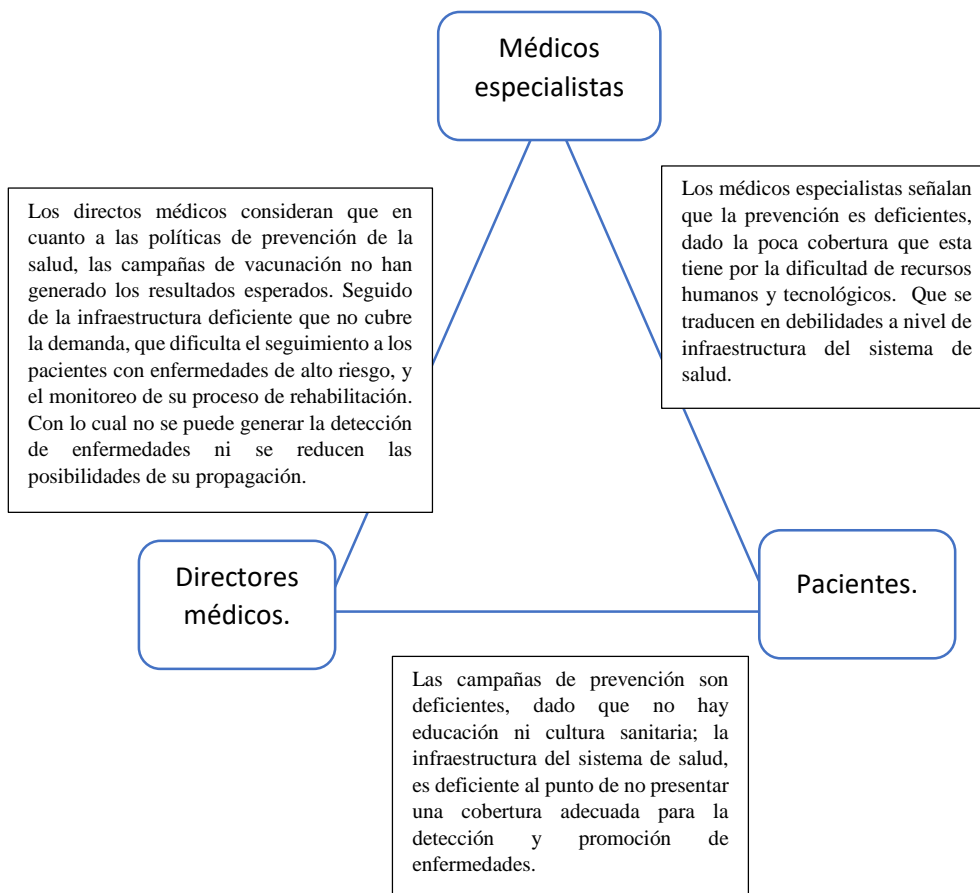 Médicos
especialistas
Los directos médicos consideran que en
cuanto a las políticas de prevención de la
salud, las campañas de vacunación no han
generado los resultados esperados. Seguido
de la infraestructura deficiente que no cubre
la demanda, que dificulta el seguimiento a los
pacientes con enfermedades de alto riesgo, y
el monitoreo de su proceso de rehabilitación.
Con lo cual no se puede generar la detección
de enfermedades ni se reducen las
posibilidades de su propagación.
Los médicos especialistas señalan
que la prevención es deficientes,
dado la poca cobertura que esta
tiene por la dificultad de recursos
humanos y tecnológicos. Que se
traducen en debilidades a nivel de
infraestructura del sistema de
salud.
Directores
médicos.
Pacientes.
Las campañas de prevención son
deficientes, dado que no hay
educación ni cultura sanitaria; la
infraestructura del sistema de salud,
es deficiente al punto de no presentar
una cobertura adecuada para la
detección y promoción de
enfermedades.